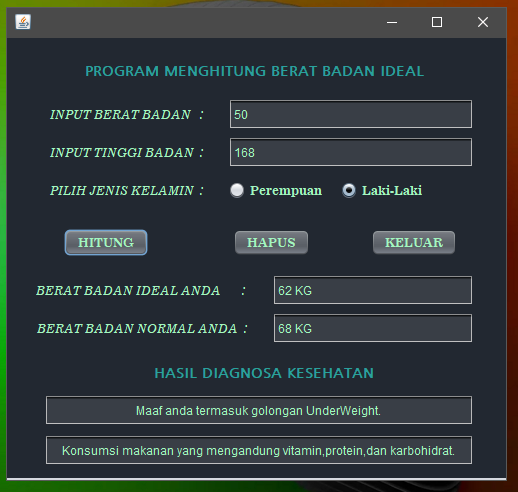 PROGRAM MENGHITUNG BERAT BADAN IDEAL
INPUT BERAT BADAN : 50
INPUT TINGGI BADAN : 168
PILIH JENIS KELAMIN : Perempuan Laki-Laki
HITUNG HAPUS KELUAR
BERAT BADAN IDEAL ANDA : 62 KG
BERAT BADAN NORMAL ANDA : 68 KG
HASIL DIAGNOSA KESEHATAN
Maaf anda termasuk golongan UnderWeight.
Konsumsi makanan yang mengandung vitamin,protein,dan karbohidrat.